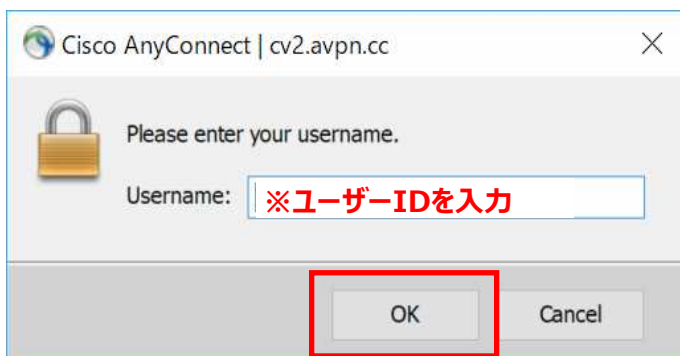 Cisco AnyConnect | cv2.avpn.cc
Please enter your username.
Username: ※ユーザーIDを入力
OK Cancel